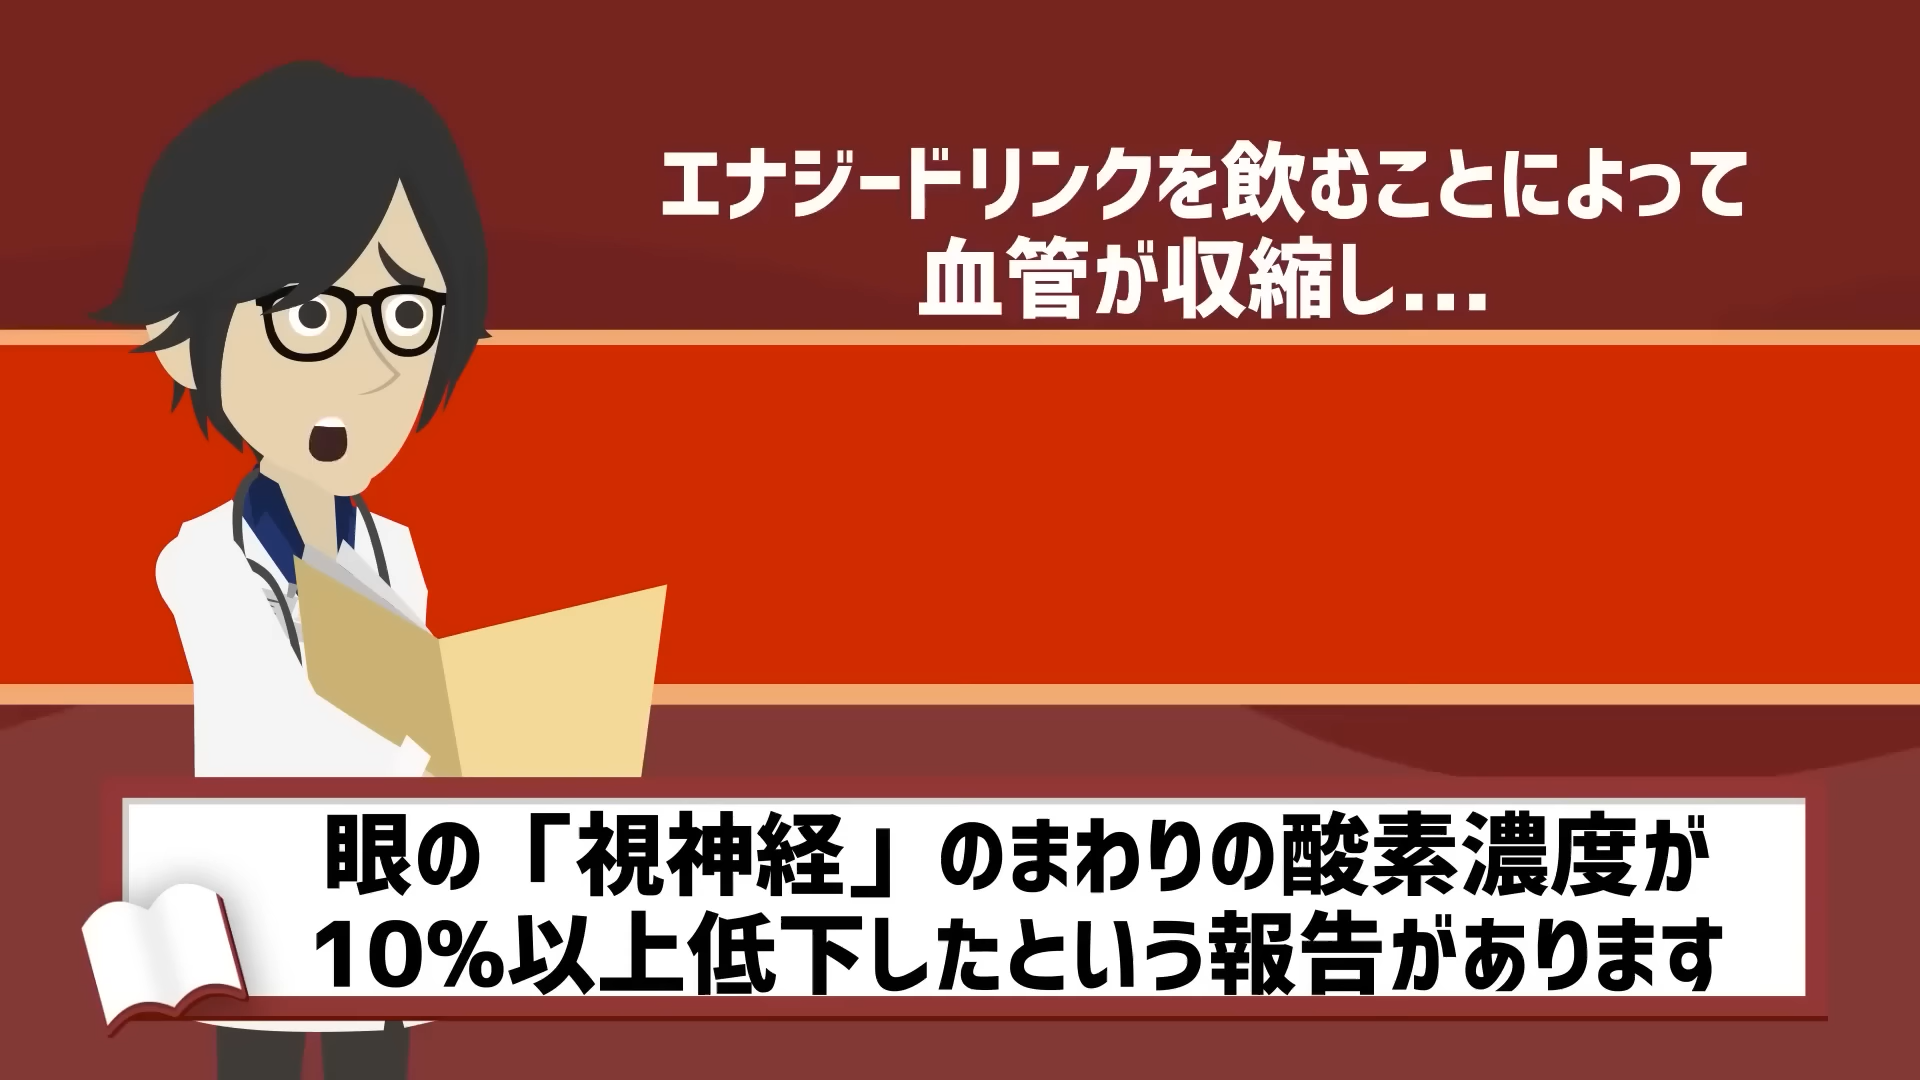 エナジードリンクを飲むことによって
血管が収縮し...
眼の「視神経」のまわりの酸素濃度が
10%以上低下したという報告があります